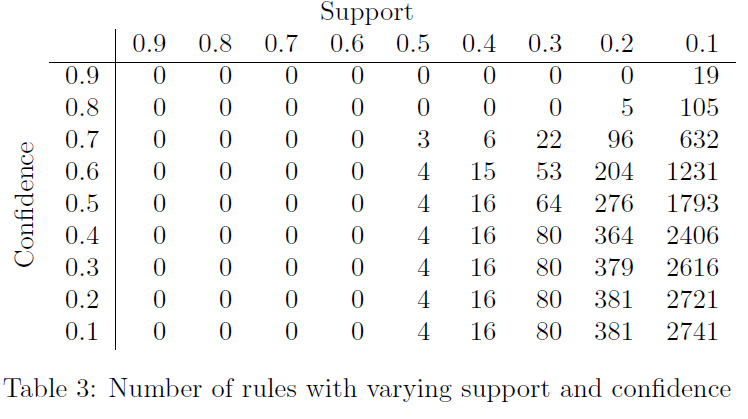 Support
0.9 0.8 0.7 0.6 0.5 0.4 0.3 0.2 0.1
Confidence
0.9 0 0 0 0 0 0 0 0 19
0.8 0 0 0 0 0 0 0 5 105
0.7 0 0 0 0 3 6 22 96 632
0.6 0 0 0 0 4 15 53 204 1231
0.5 0 0 0 0 4 16 64 276 1793
0.4 0 0 0 0 4 16 80 364 2406
0.3 0 0 0 0 4 16 80 379 2616
0.2 0 0 0 0 4 16 80 381 2721
0.1 0 0 0 0 4 16 80 381 2741
Table 3: Number of rules with varying support and confidence